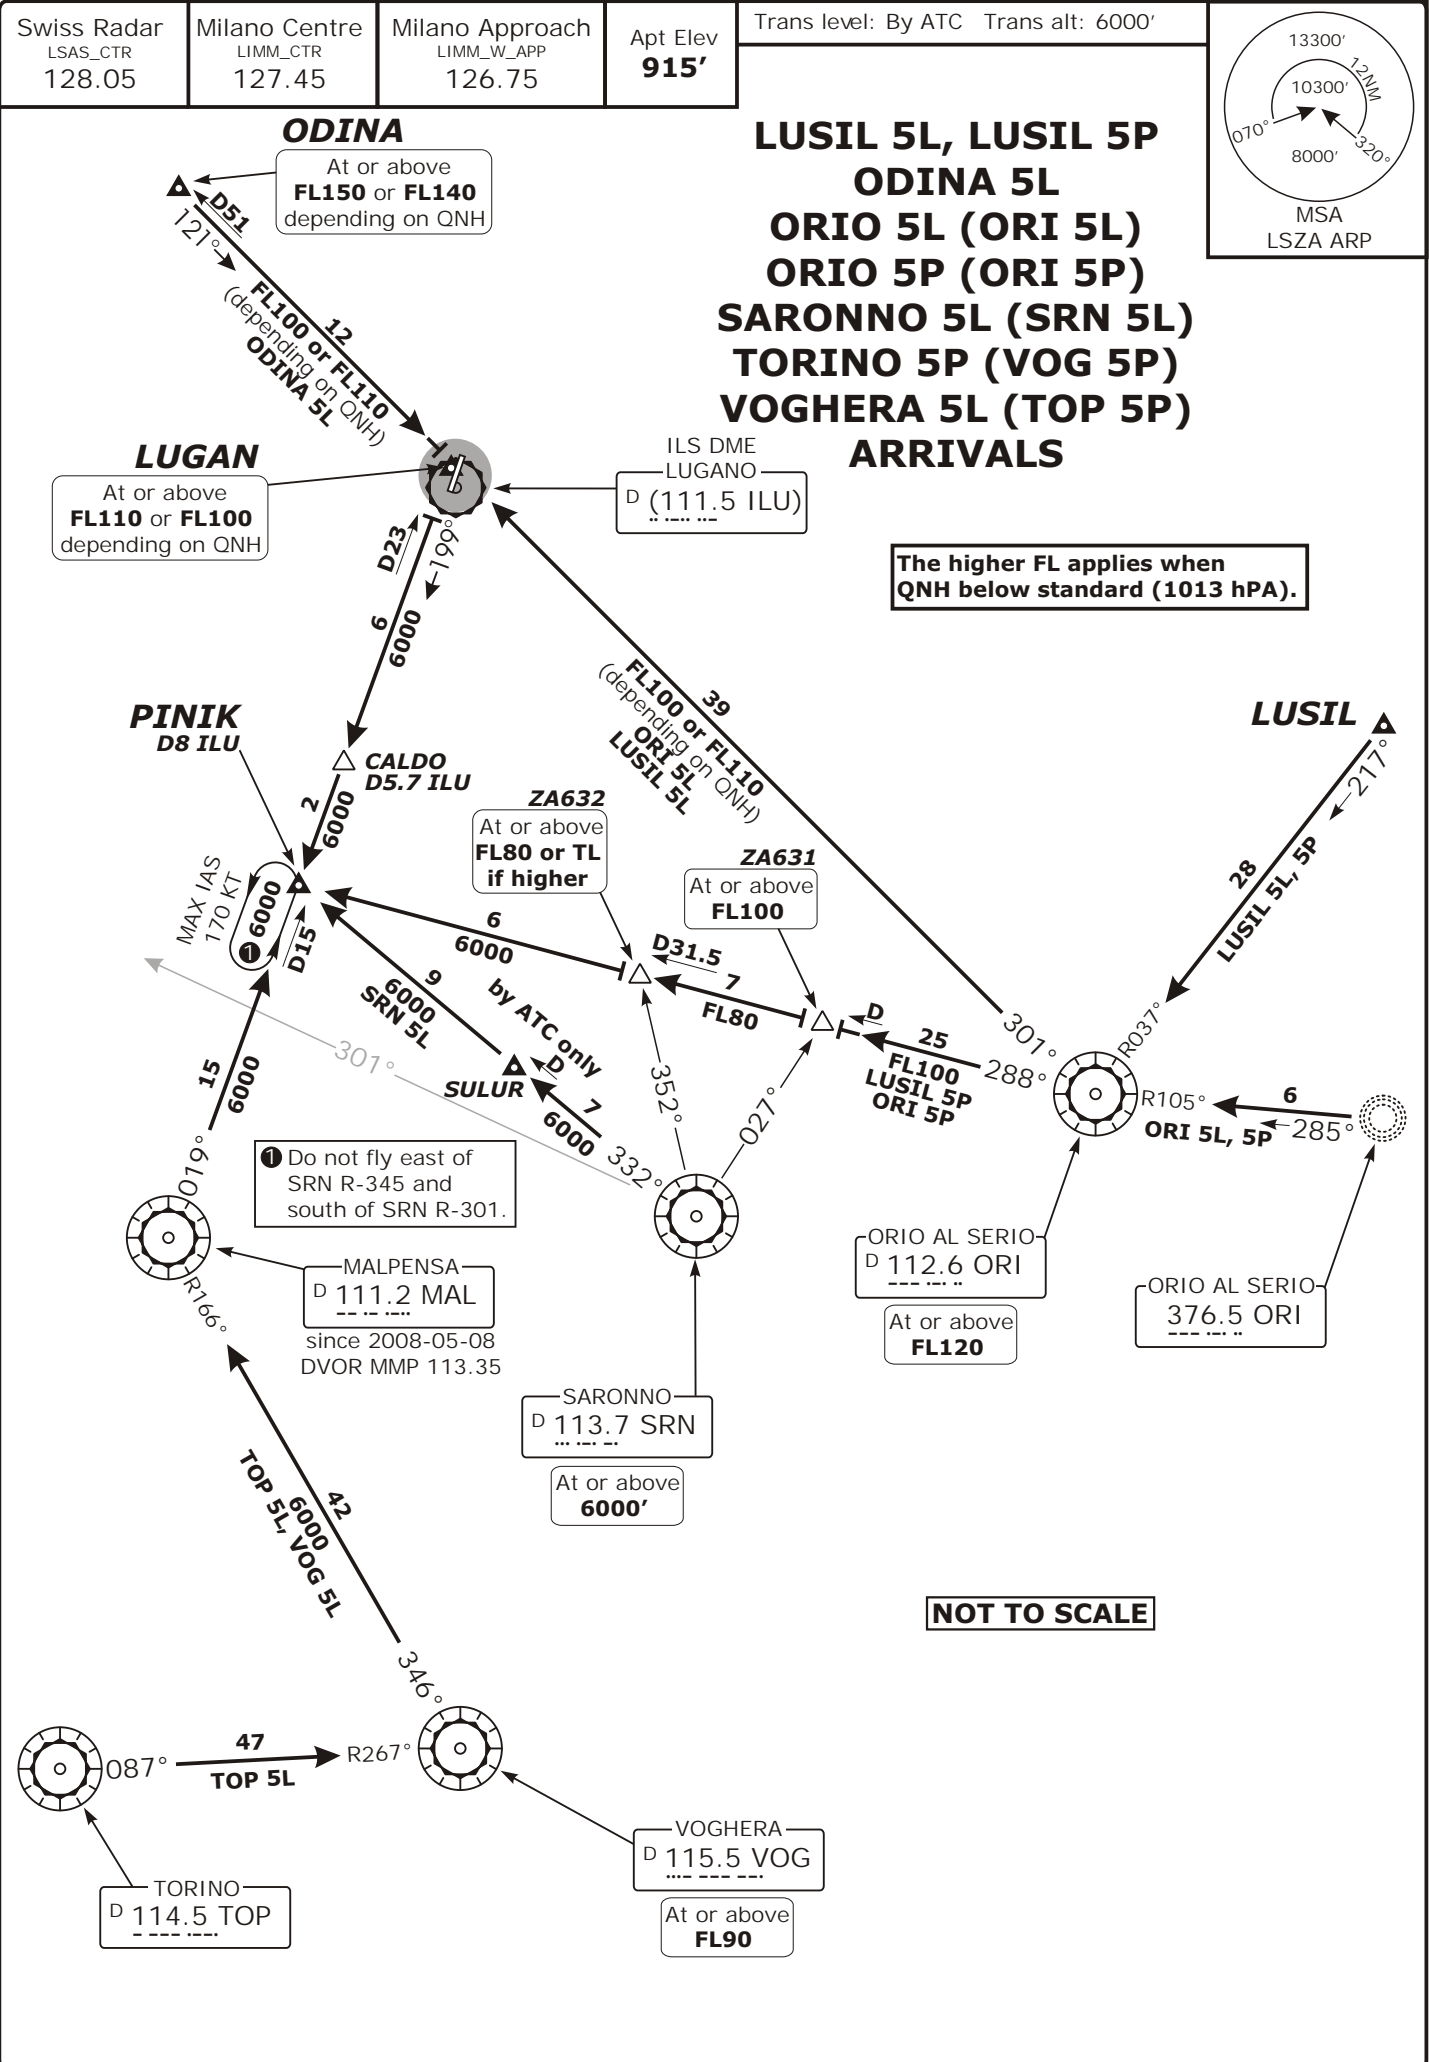 Swiss Radar
LSAS_CTR
128.05
Milano Centre
LIMM_CTR
127.45
Milano Approach
LIMM_W_APP
126.75
Apt Elev
915’
Trans level: By ATC Trans alt: 6000’
13300’
12NM
10300’
070°
320°
8000’
MSA
LSZA ARP
LUSIL 5L, LUSIL 5P
ODINA 5L
ORIO 5L (ORI 5L)
ORIO 5P (ORI 5P)
SARONNO 5L (SRN 5L)
TORINO 5P (VOG 5P)
VOGHERA 5L (TOP 5P)
ARRIVALS
ODINA
At or above
FL150 or FL140
depending on QNH
D51
121°
12
FL100 or FL110
(depending on QNH)
ODINA 5L
LUGAN
At or above
FL110 or FL100
depending on QNH
ILS DME
LUGANO
D (111.5 ILU)
The higher FL applies when
QNH below standard (1013 hPA).
D23
199°
6
6000
39
FL100 or FL110
(depending on QNH)
ORI 5L
LUSIL 5L
LUSIL
217°
28
LUSIL 5L, 5P
PINIK
D8 ILU
CALDO
D5.7 ILU
2
6000
ZA632
At or above
FL80 or TL
if higher
ZA631
At or above
FL100
MAX IAS
170 KT
1 6000
D15
6
6000
D31.5
7
FL80
D
25
FL100
LUSIL 5P
ORI 5P
301°
288°
R037°
R105°
6
285°
ORI 5L, 5P
9
6000
SRN 5L
by ATC only
SULUR
D
7
6000
301°
332°
352°
027°
15
6000
019°
1 Do not fly east of
SRN R-345 and
south of SRN R-301.
MALPENSA
D 111.2 MAL
since 2008-05-08
DVOR MMP 113.35
R166°
ORIO AL SERIO
D 112.6 ORI
At or above
FL120
ORIO AL SERIO
376.5 ORI
SARONNO
D 113.7 SRN
At or above
6000’
42
6000
TOP 5L, VOG 5L
346°
NOT TO SCALE
087°
47
TOP 5L
R267°
TORINO
D 114.5 TOP
VOGHERA
D 115.5 VOG
At or above
FL90